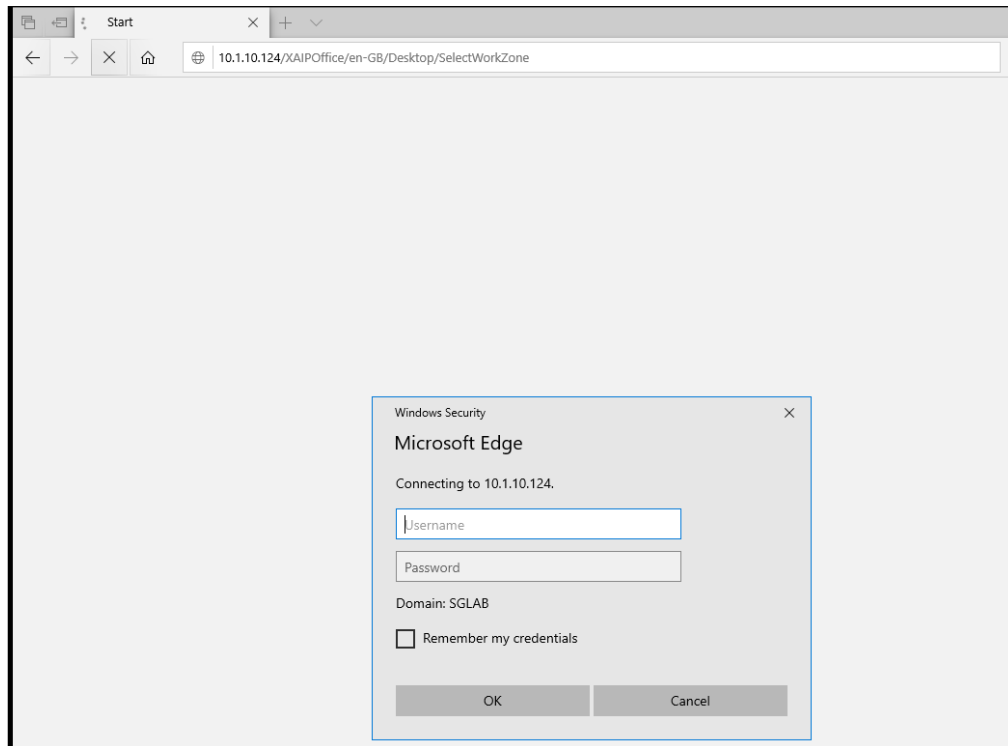 Start
10.1.10.124/XAIPOffice/en-GB/Desktop/SelectWorkZone
Windows Security
Microsoft Edge
Connecting to 10.1.10.124.
Username
Password
Domain: SGLAB
Remember my credentials
OK Cancel